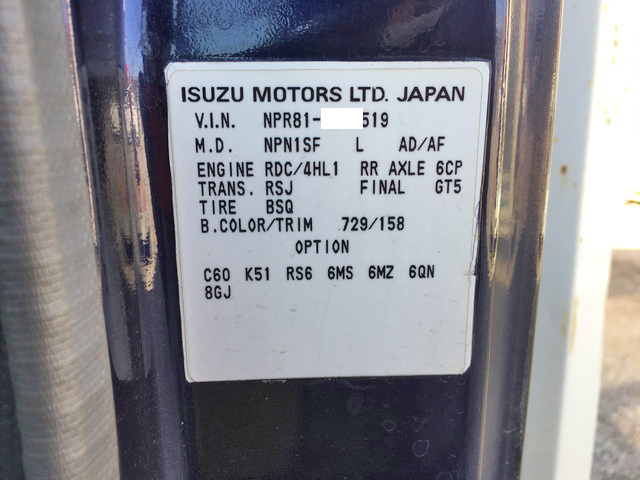 ISUZU MOTORS LTD. JAPAN
V.I.N. NPR81- 519
M.D. NPN1SF L AD/AF
ENGINE RDC/4HL1 RR AXLE 6CP
TRANS. RSJ FINAL GT5
TIRE BSQ
B.COLOR/TRIM 729/158
OPTION
C60 K51 RS6 6MS 6MZ 6QN
8GJ